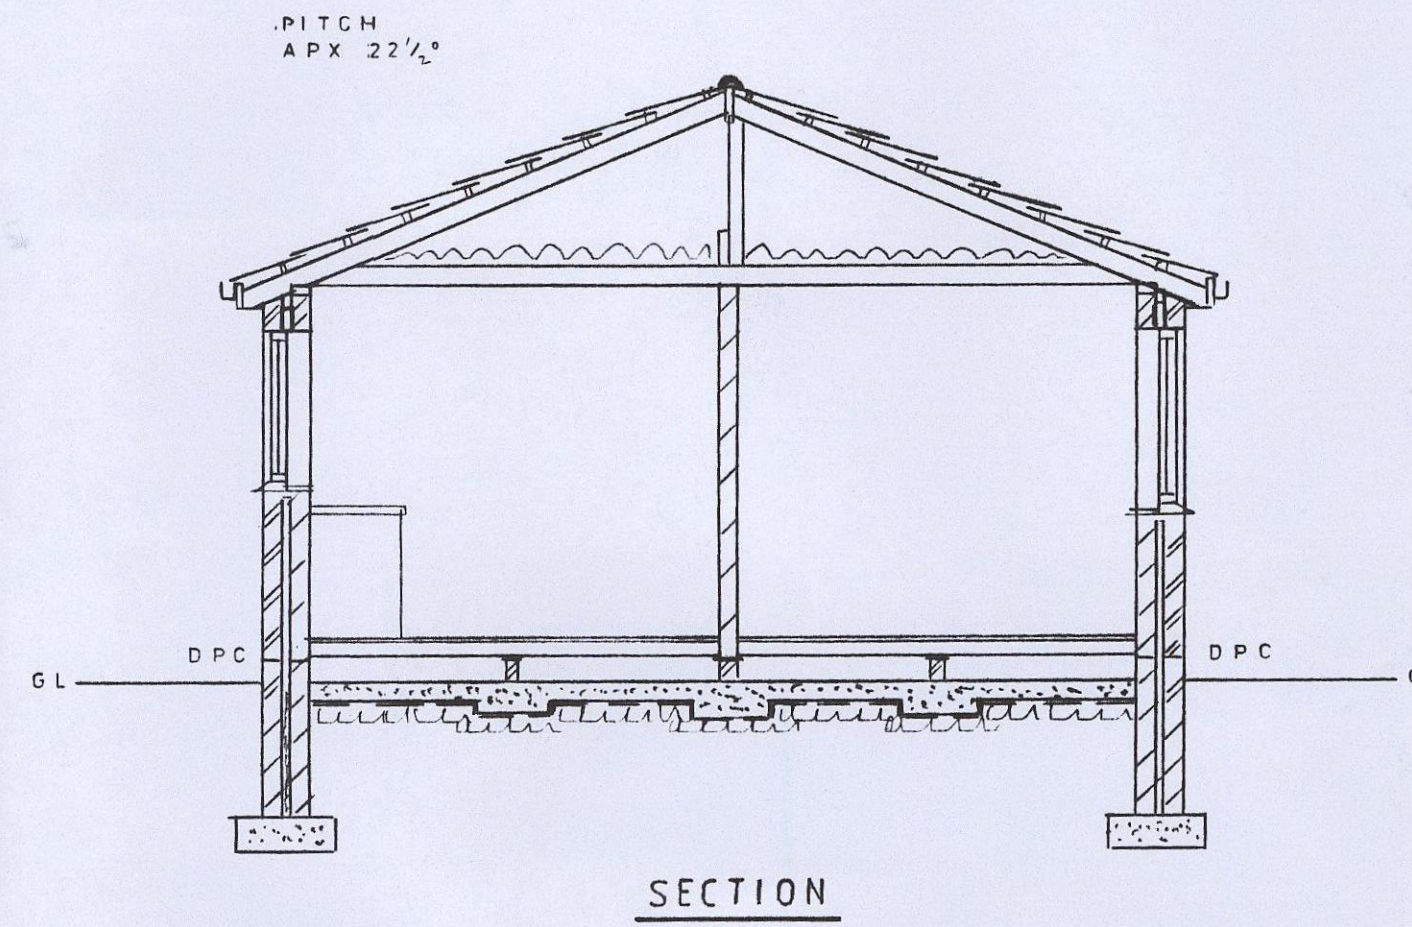 .PITCH
APX 22½°
DPC
DPC
GL
SECTION